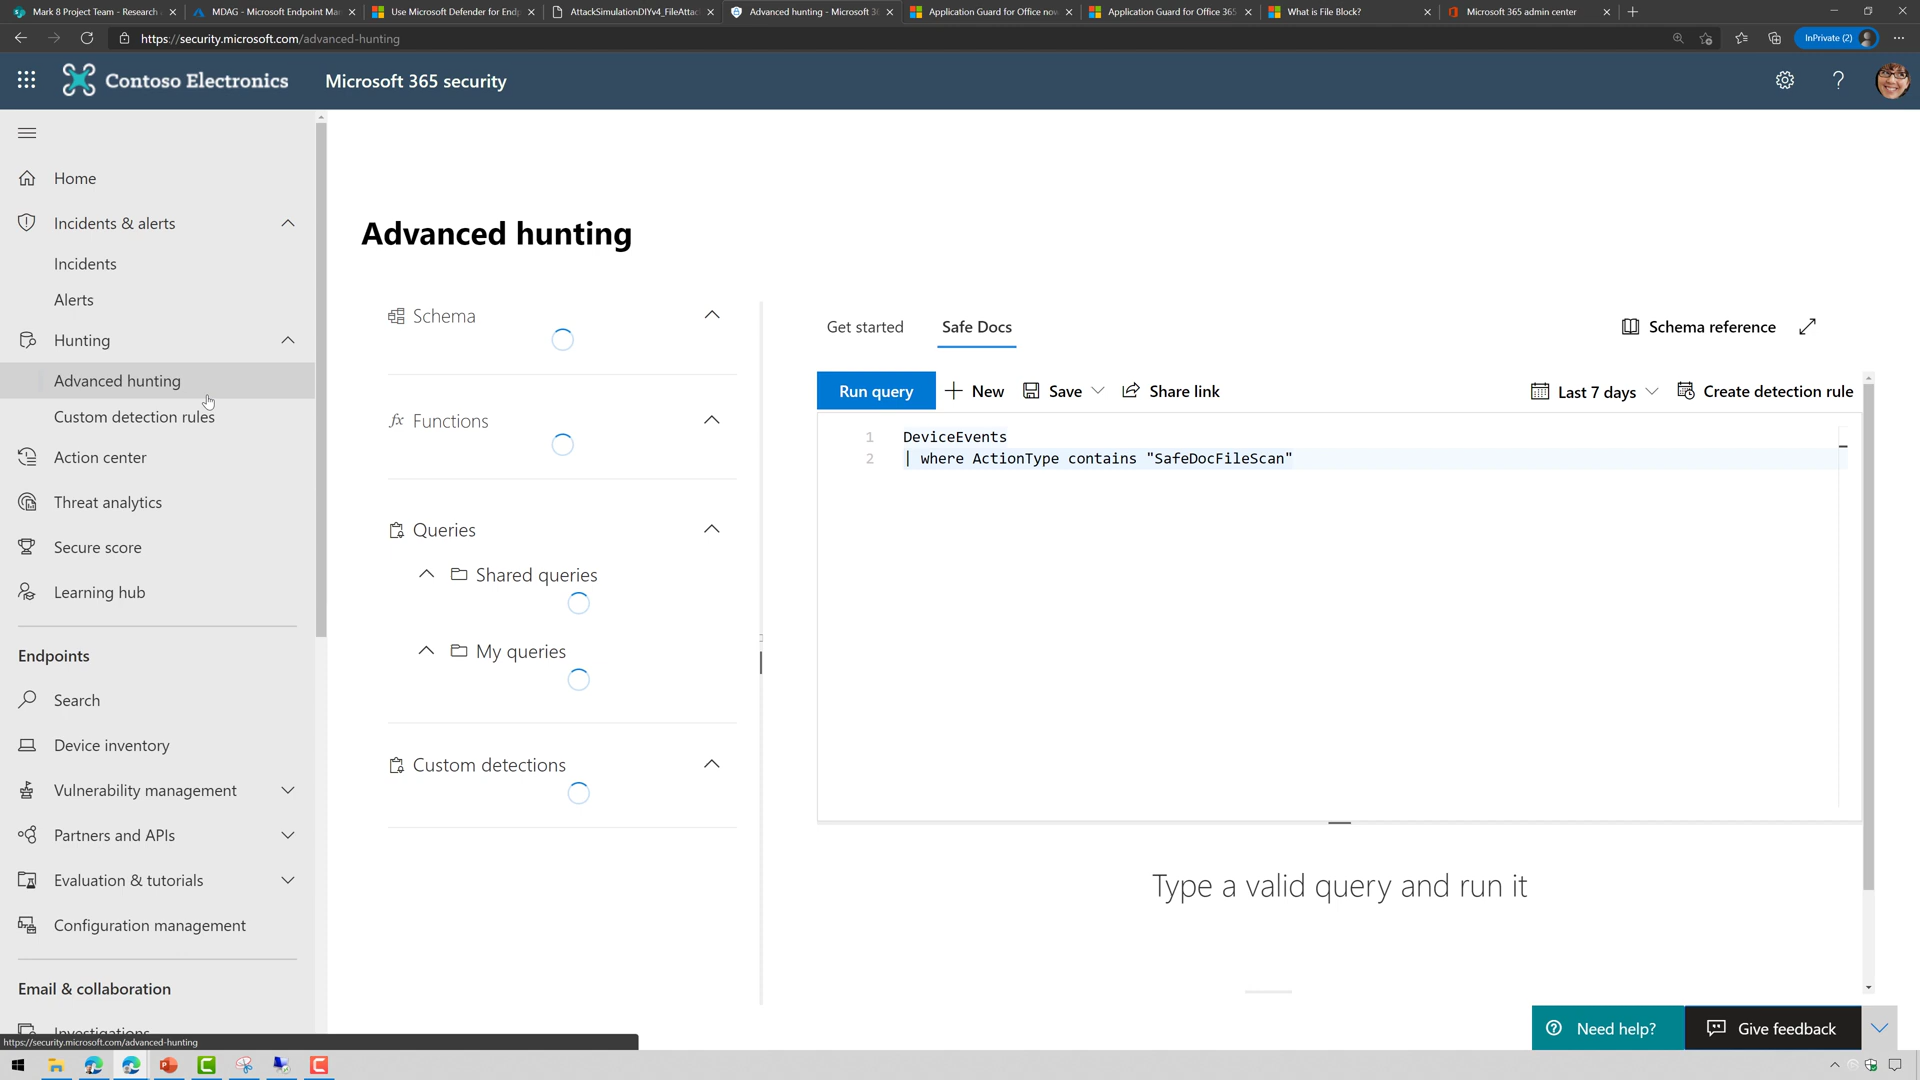 Mark 8 Project Team - Research
MDAG - Microsoft Endpoint Ma
Use Microsoft Defender for End
AttackSimulationDIYv4_FileAttac
Advanced hunting - Microsoft 3
Application Guard for Office no
Application Guard for Office 365
What is File Block?
Microsoft 365 admin center
https://security.microsoft.com/advanced-hunting
InPrivate (2)
Contoso Electronics
Microsoft 365 security
Home
Incidents & alerts
Incidents
Alerts
Hunting
Advanced hunting
Custom detection rules
Action center
Threat analytics
Secure score
Learning hub
Endpoints
Search
Device inventory
Vulnerability management
Partners and APIs
Evaluation & tutorials
Configuration management
Email & collaboration
Investigations
https://security.microsoft.com/advanced-hunting
Advanced hunting
Schema
fx Functions
Queries
Shared queries
My queries
Custom detections
Get started
Safe Docs
Schema reference
Run query
New
Save
Share link
Last 7 days
Create detection rule
1 DeviceEvents
2 | where ActionType contains "SafeDocFileScan"
Type a valid query and run it
Need help?
Give feedback